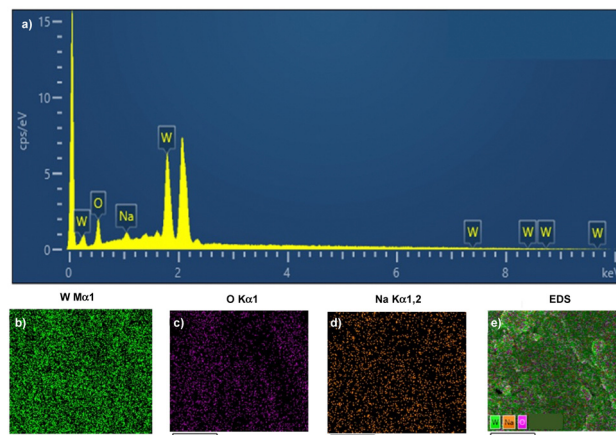 a)
15
10
5
0
cps/eV
W
O
Na
W
W
W
W
W
0
2
4
6
8
keV
W Mα1
O Kα1
Na Kα1,2
EDS
b)
c)
d)
e)
W Na O